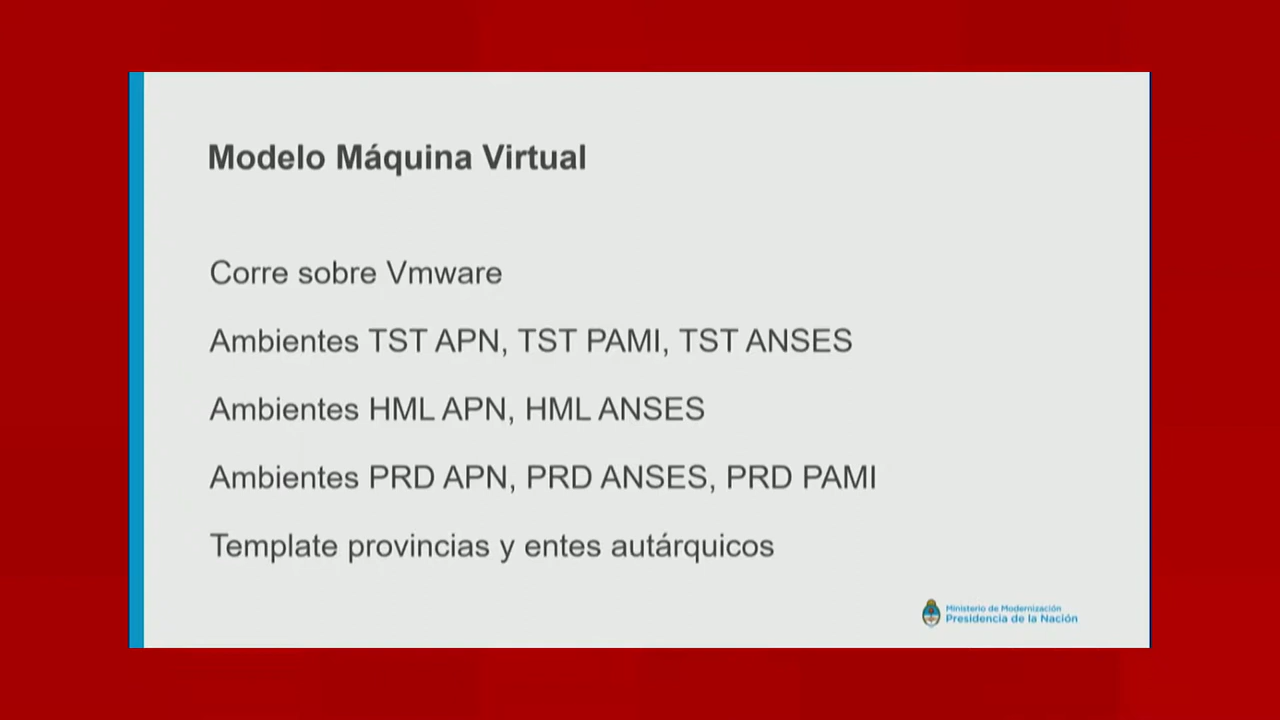 Modelo Máquina Virtual
Corre sobre Vmware
Ambientes TST APN, TST PAMI, TST ANSES
Ambientes HML APN, HML ANSES
Ambientes PRD APN, PRD ANSES, PRD PAMI
Template provincias y entes autárquicos
Ministerio de Modernización
Presidencia de la Nación